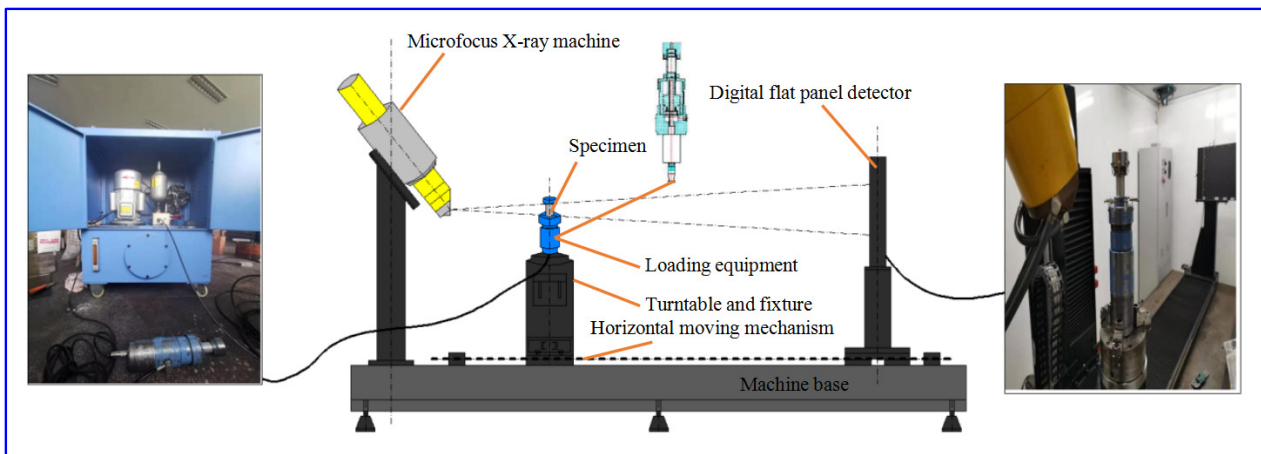 Microfocus X-ray machine
Digital flat panel detector
Specimen
Loading equipment
Turntable and fixture
Horizontal moving mechanism
Machine base